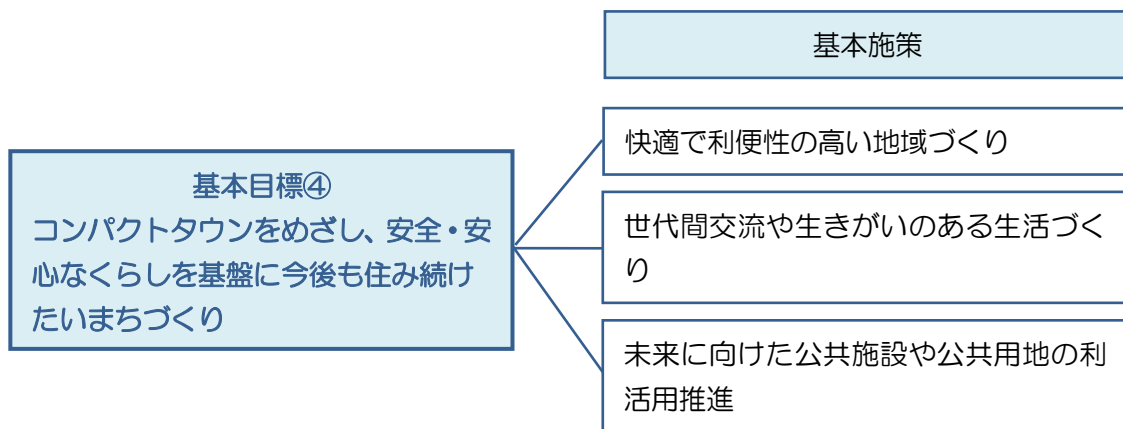 基本施策
基本目標④
コンパクトタウンをめざし、安全・安
心なくらしを基盤に今後も住み続け
たいまちづくり
快適で利便性の高い地域づくり
世代間交流や生きがいのある生活づく
り
未来に向けた公共施設や公共用地の利
活用推進